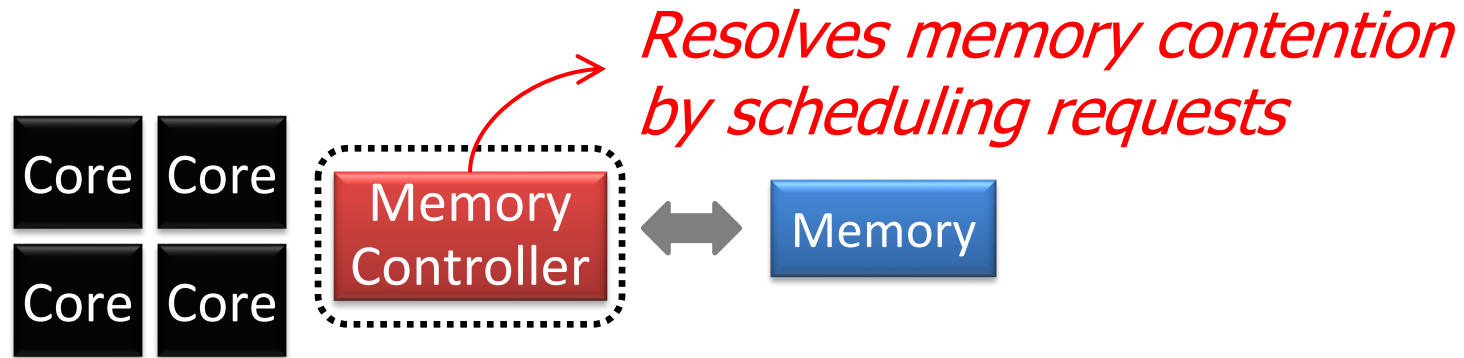 Resolves memory contention
by scheduling requests
Core Core
Memory
Controller
Memory
Core Core